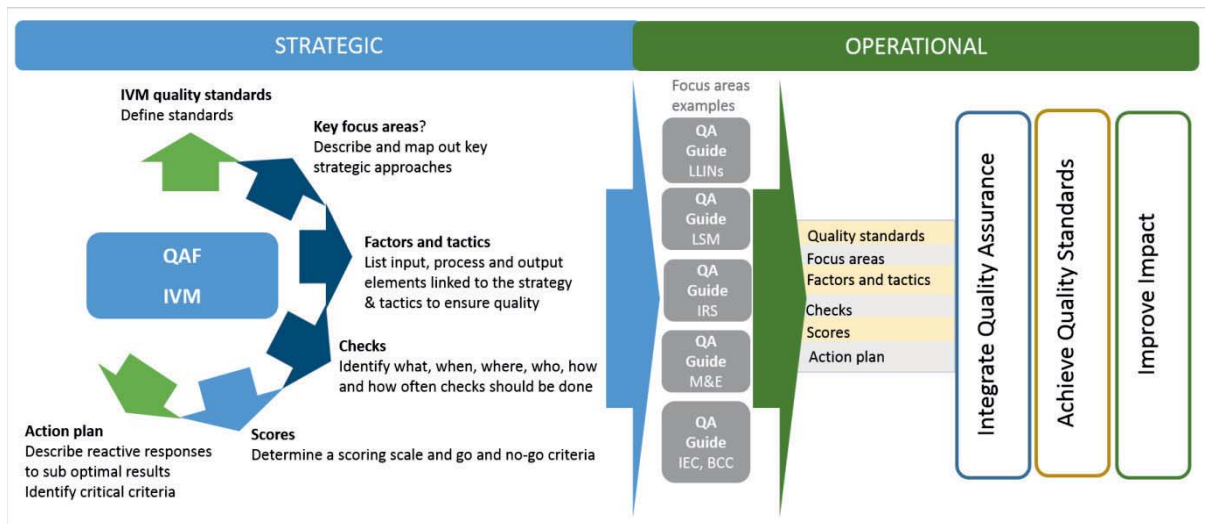 STRATEGIC
OPERATIONAL
IVM quality standards
Define standards
Key focus areas?
Describe and map out key
strategic approaches
Factors and tactics
List input, process and output
elements linked to the strategy
& tactics to ensure quality
Checks
Identify what, when, where, who, how
and how often checks should be done
Scores
Determine a scoring scale and go and no-go criteria
Action plan
Describe reactive responses
to sub optimal results
Identify critical criteria
QAF
IVM
Focus areas
examples
QA
Guide
LLINs
QA
Guide
LSM
QA
Guide
IRS
QA
Guide
M&E
QA
Guide
IEC, BCC
Quality standards
Focus areas
Factors and tactics
Checks
Scores
Action plan
Integrate Quality Assurance
Achieve Quality Standards
Improve Impact